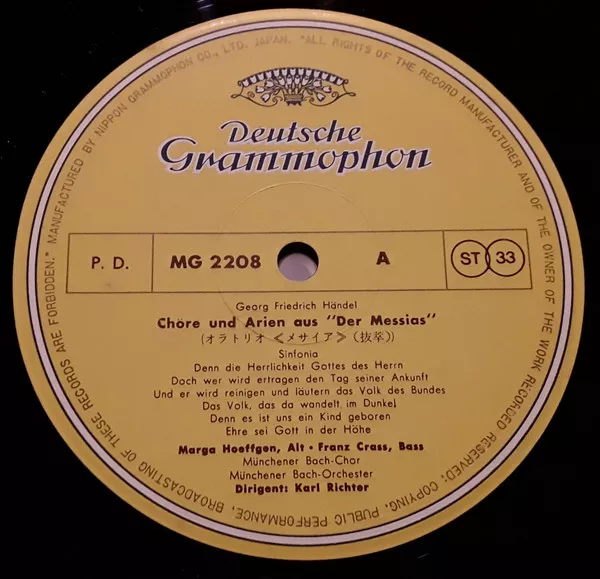 MANUFACTURED BY NIPPON GRAMMOPHON CO., LTD. JAPAN. "ALL RIGHTS OF THE RECORD MANUFACTURER AND OF THE OWNER OF THE WORK RECORDED RESERVED: COPYING, PUBLIC PERFORMANCE, BROADCASTING OF THESE RECORDS ARE FORBIDDEN."
Deutsche
Grammophon
P. D. MG 2208 A ST 33
Georg Friedrich Händel
Chöre und Arien aus "Der Messias"
(オラトリオ≪メサイア≫(抜萃))
Sinfonia
Denn die Herrlichkeit Gottes des Herrn
Doch wer wird ertragen den Tag seiner Ankunft
Und er wird reinigen und läutern das Volk des Bundes
Das Volk, das da wandelt im Dunkel
Denn es ist uns ein Kind geboren
Ehre sei Gott in der Höhe
Marga Hoeffgen, Alt · Franz Crass, Bass
Münchener Bach-Chor
Münchener Bach-Orchester
Dirigent: Karl Richter